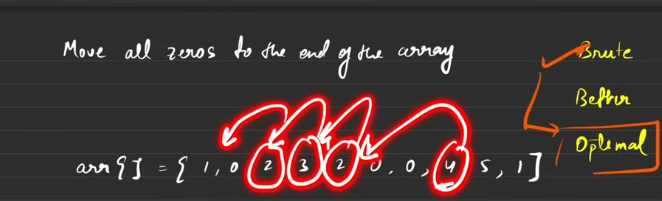 Move all zeros to the end of the array
Brute
Better
Optimal
arr[] = { 1, 0 2 3 2 0, 0, 4 5, 1 ]